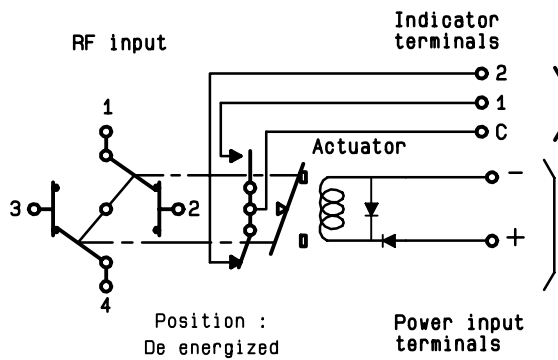 Indicator
terminals
RF input
2
1
C
1
Actuator
−
3
2
+
4
Position :
De energized
Power input
terminals